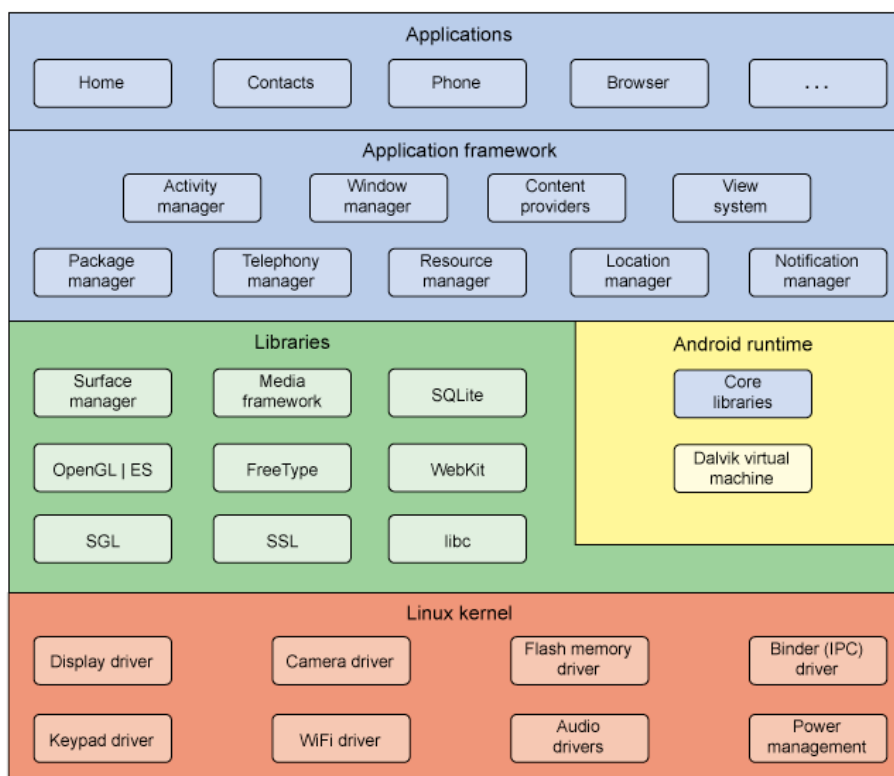 Applications
Home
Contacts
Phone
Browser
...
Application framework
Activity
manager
Window
manager
Content
providers
View
system
Package
manager
Telephony
manager
Resource
manager
Location
manager
Notification
manager
Libraries
Surface
manager
Media
framework
SQLite
OpenGL | ES
FreeType
WebKit
SGL
SSL
libc
Android runtime
Core
libraries
Dalvik virtual
machine
Linux kernel
Display driver
Camera driver
Flash memory
driver
Binder (IPC)
driver
Keypad driver
WiFi driver
Audio
drivers
Power
management